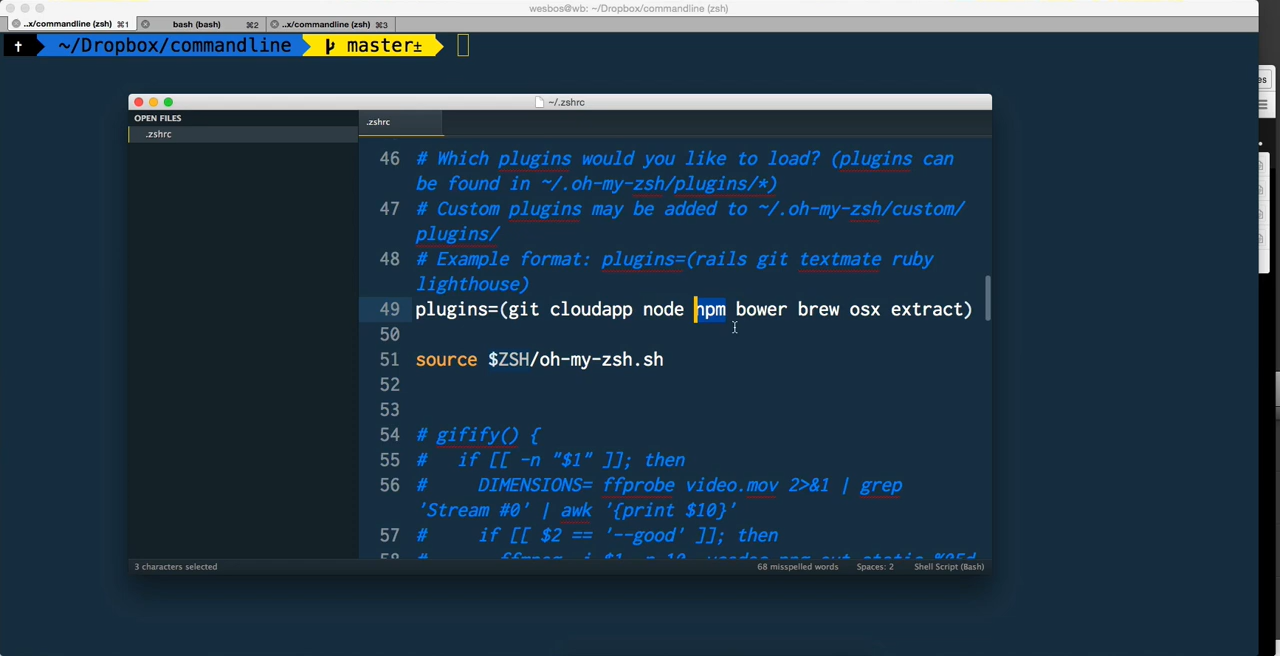 wesbos@wb: ~/Dropbox/commandline (zsh)
..x/commandline (zsh) ⌘1
bash (bash) ⌘2
..x/commandline (zsh) ⌘3
~/Dropbox/commandline master±
~/.zshrc
OPEN FILES
.zshrc
.zshrc
46 # Which plugins would you like to load? (plugins can
be found in ~/.oh-my-zsh/plugins/*)
47 # Custom plugins may be added to ~/.oh-my-zsh/custom/
plugins/
48 # Example format: plugins=(rails git textmate ruby
lighthouse)
49 plugins=(git cloudapp node npm bower brew osx extract)
50
51 source $ZSH/oh-my-zsh.sh
52
53
54 # gifify() {
55 #   if [[ -n "$1" ]]; then
56 #     DIMENSIONS= ffprobe video.mov 2>&1 | grep
'Stream #0' | awk '{print $10}'
57 #     if [[ $2 == '--good' ]]; then
3 characters selected
68 misspelled words
Spaces: 2
Shell Script (Bash)